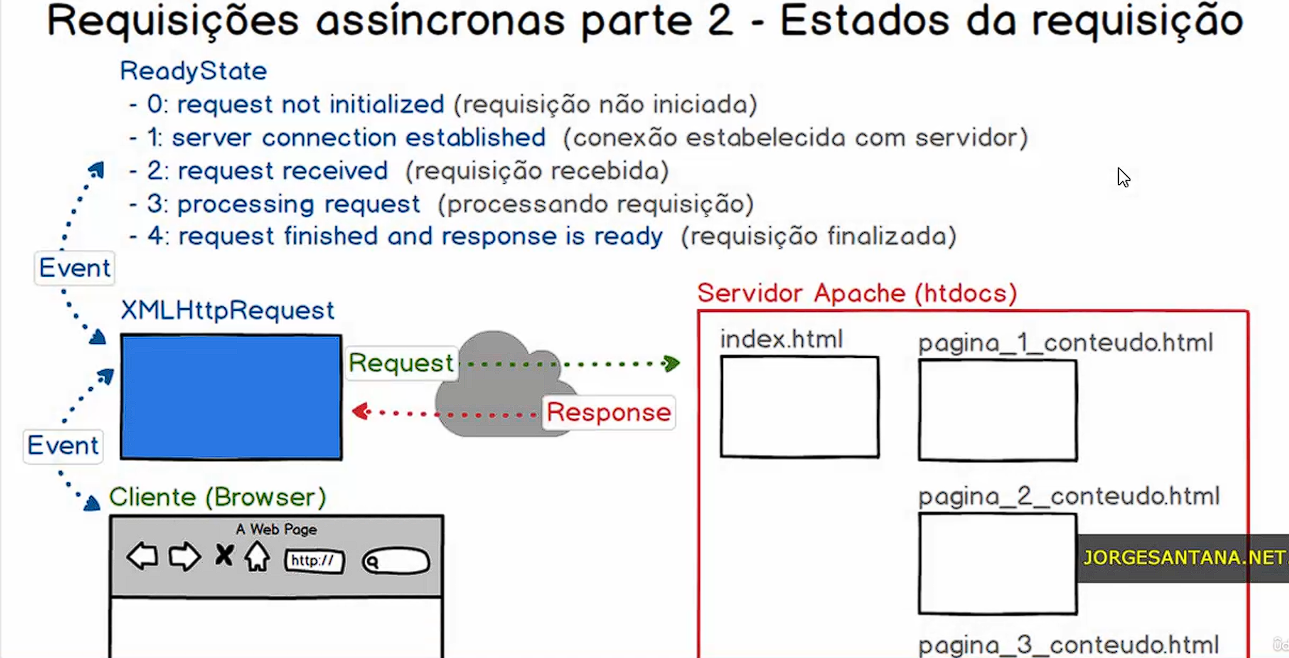 Requisições assíncronas parte 2 - Estados da requisição
ReadyState
- 0: request not initialized (requisição não iniciada)
- 1: server connection established (conexão estabelecida com servidor)
- 2: request received (requisição recebida)
- 3: processing request (processando requisição)
- 4: request finished and response is ready (requisição finalizada)
Event
XMLHttpRequest
Servidor Apache (htdocs)
index.html
pagina_1_conteudo.html
Request
Response
Event
Cliente (Browser)
A Web Page
http://
pagina_2_conteudo.html
JORGESANTANA.NET
pagina_3_conteudo.html